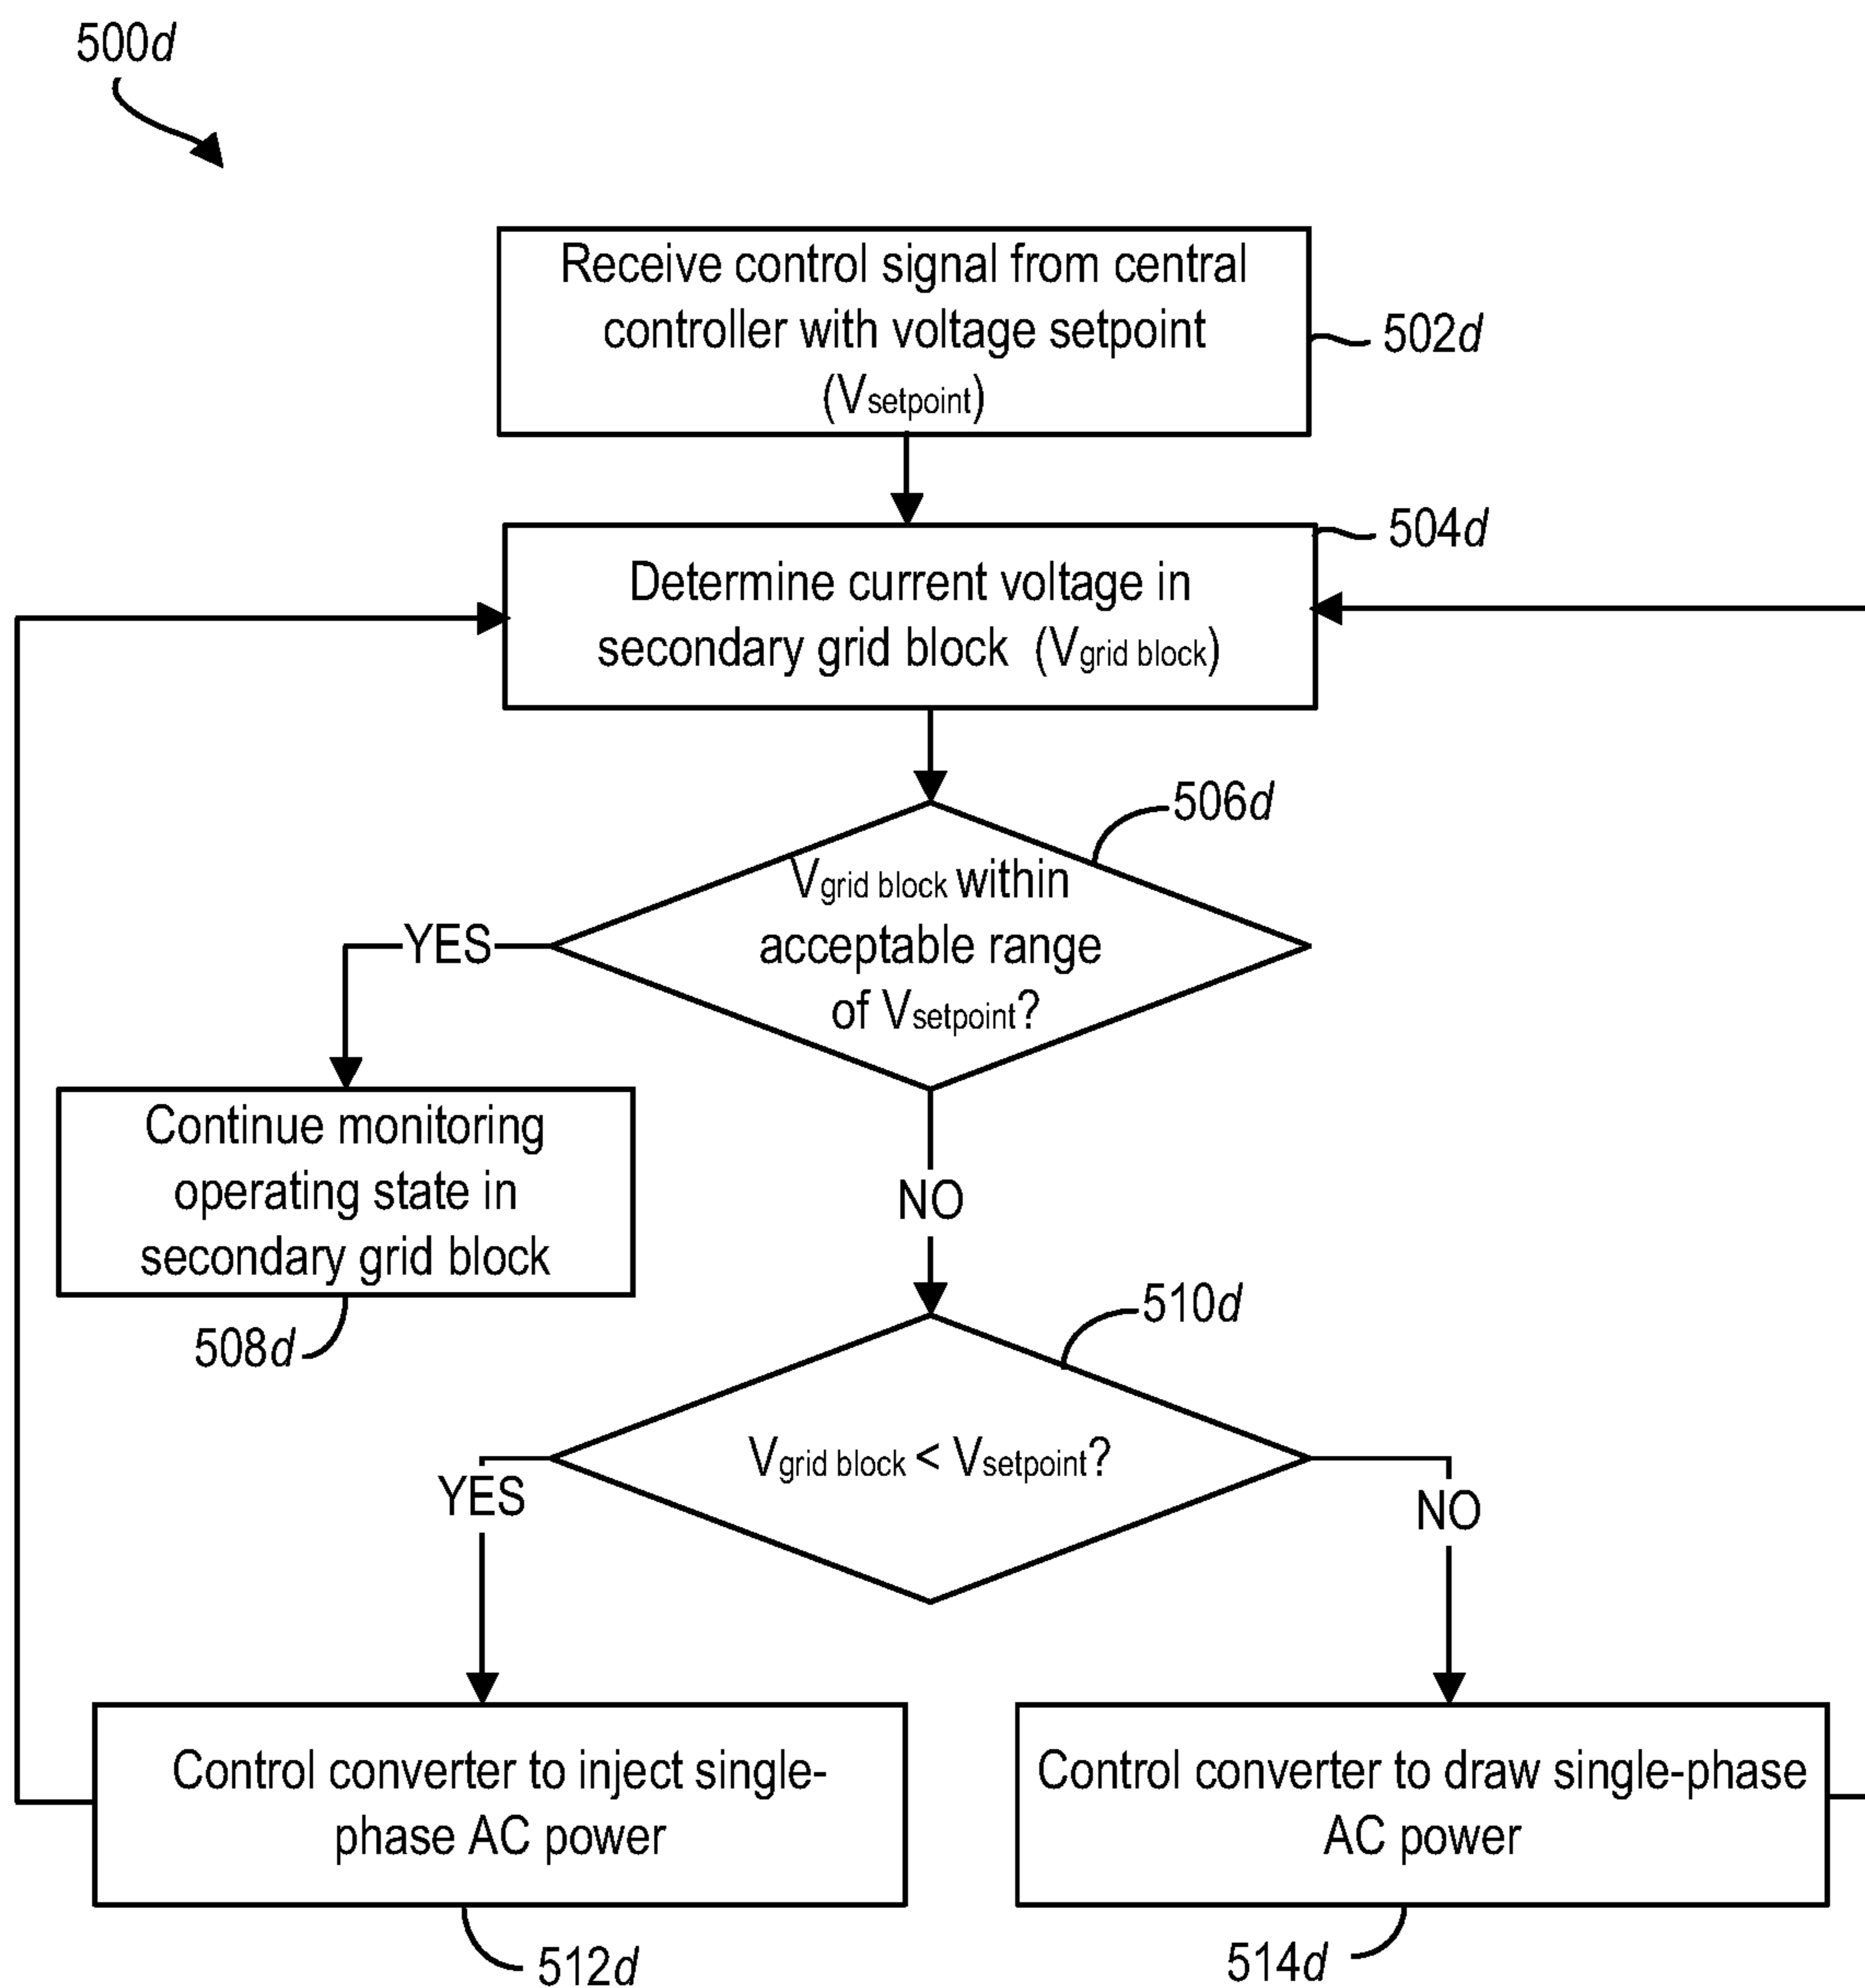 500d
Receive control signal from central
controller with voltage setpoint
(Vsetpoint)
502d
504d
Determine current voltage in
secondary grid block (Vgrid block)
506d
Vgrid block within
acceptable range
of Vsetpoint?
YES
Continue monitoring
operating state in
secondary grid block
508d
NO
510d
Vgrid block < Vsetpoint?
YES
NO
Control converter to inject single-
phase AC power
512d
Control converter to draw single-phase
AC power
514d